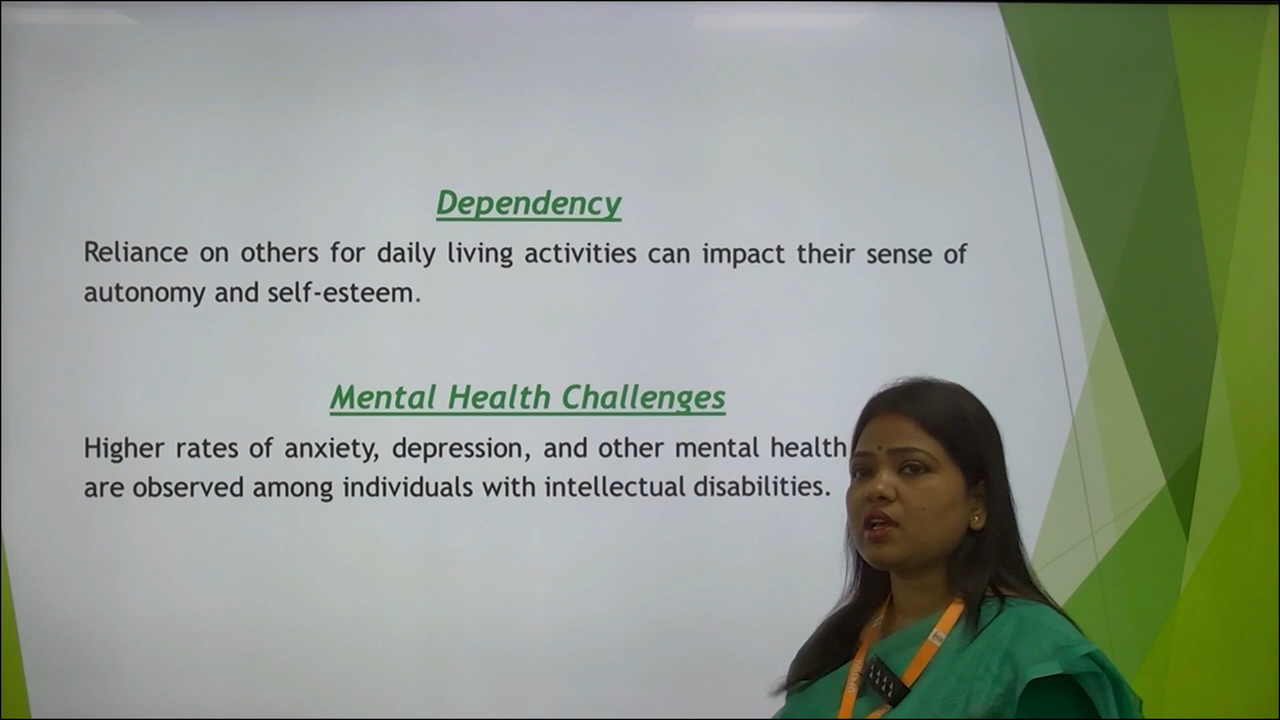 Dependency
Reliance on others for daily living activities can impact their sense of
autonomy and self-esteem.
Mental Health Challenges
Higher rates of anxiety, depression, and other mental health
are observed among individuals with intellectual disabilities.